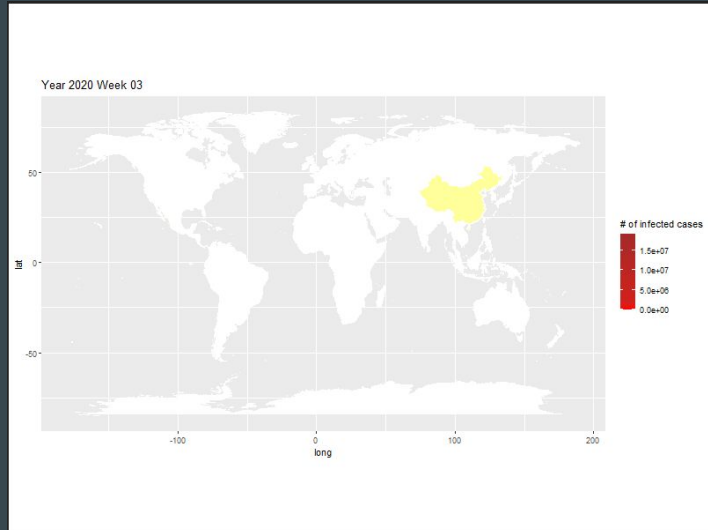 Year 2020 Week 03
50
0
-50
lat
-100
0
100
200
long
# of infected cases
1.5e+07
1.0e+07
5.0e+06
0.0e+00